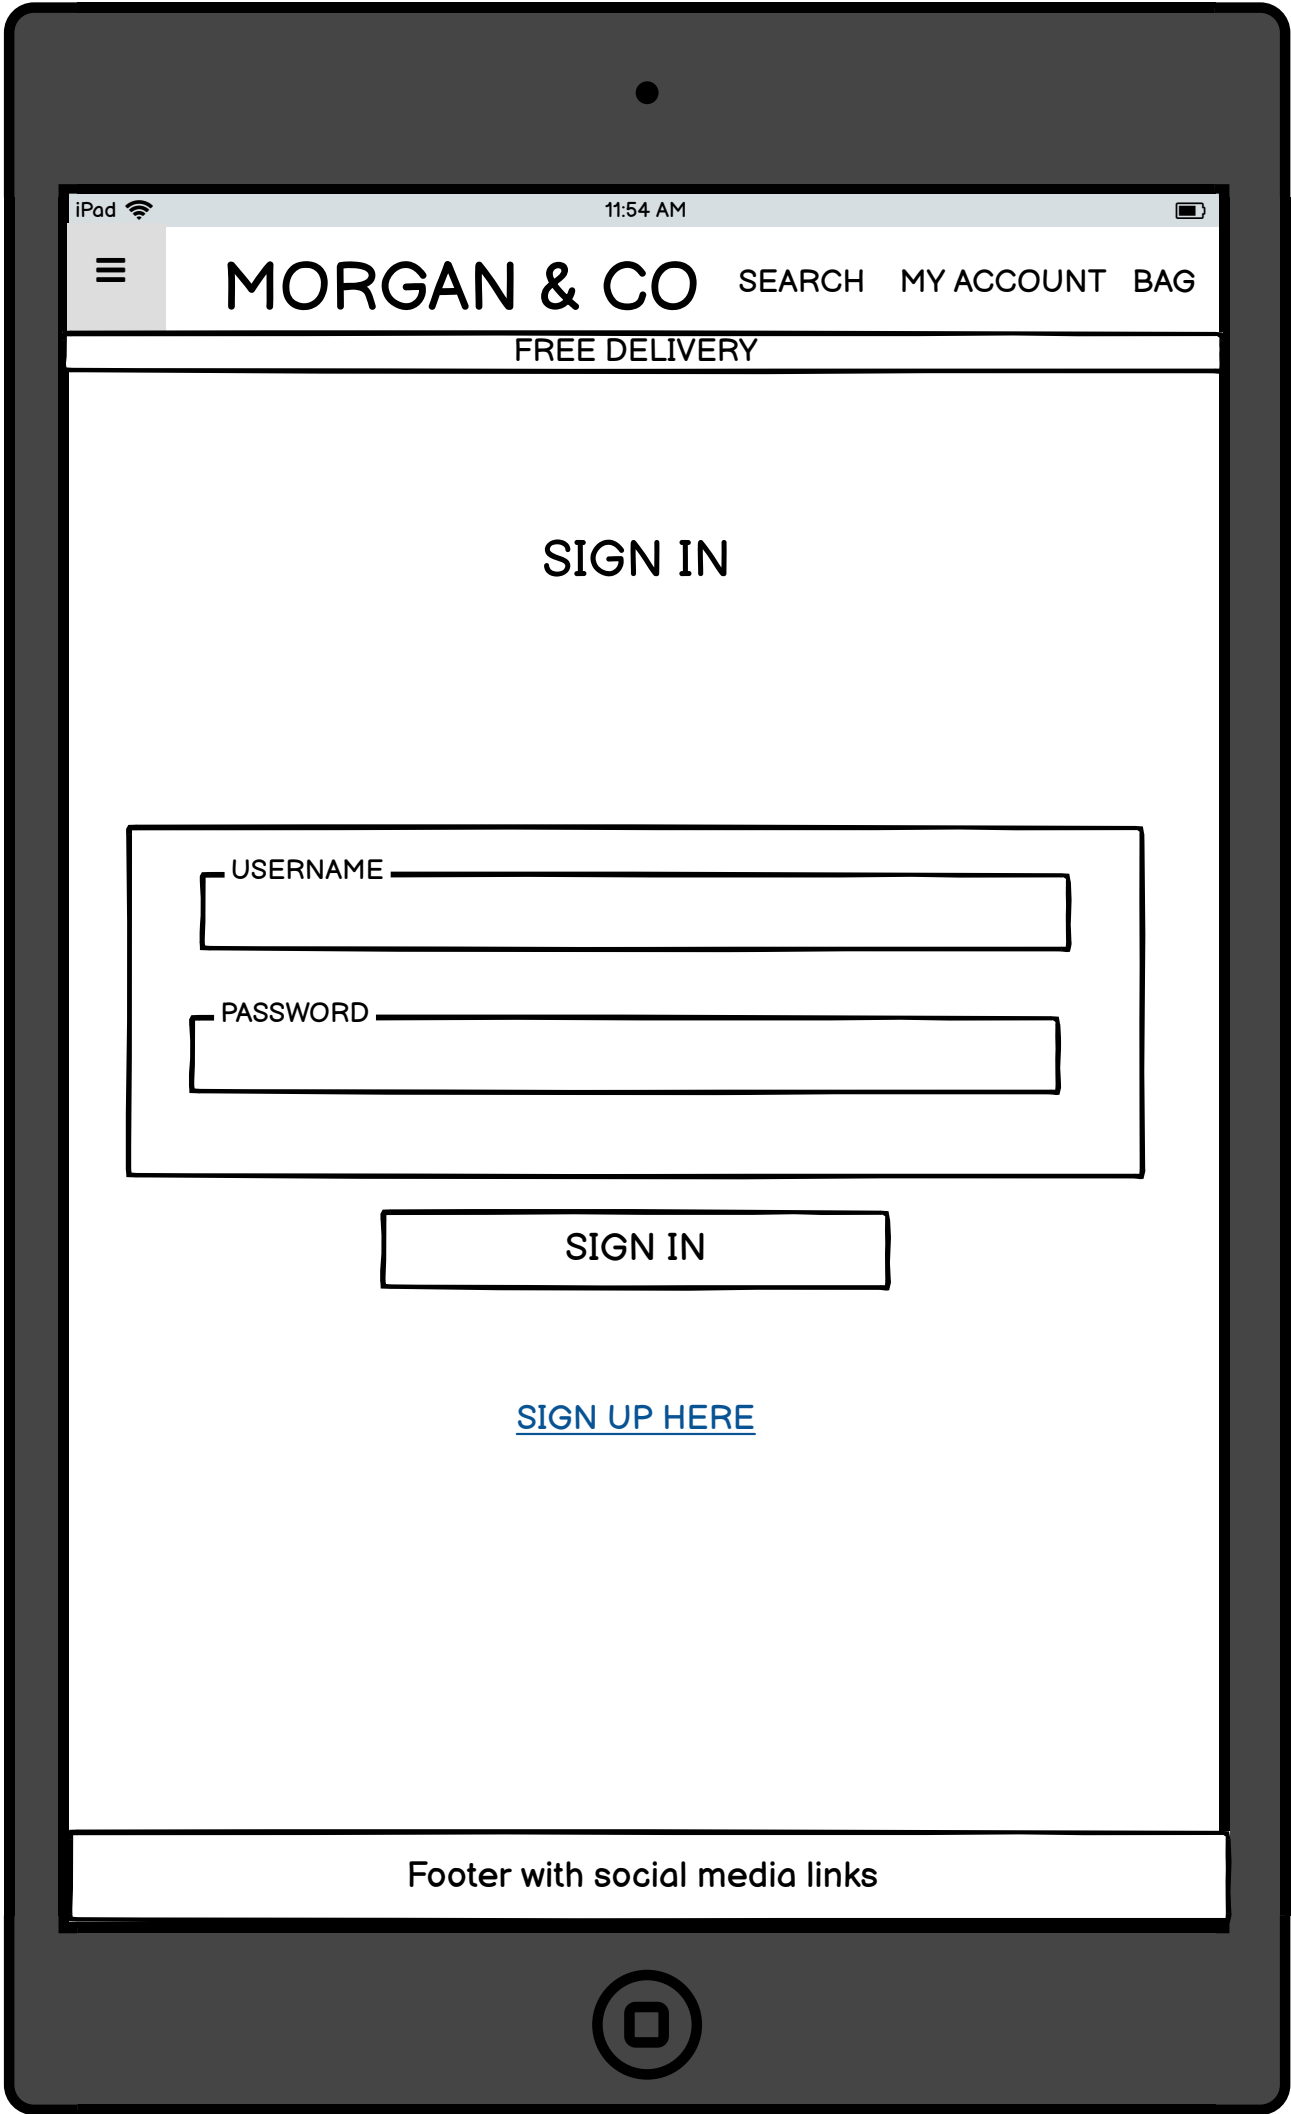 iPad 11:54 AM
MORGAN & CO SEARCH MY ACCOUNT BAG
FREE DELIVERY
SIGN IN
USERNAME
PASSWORD
SIGN IN
SIGN UP HERE
Footer with social media links